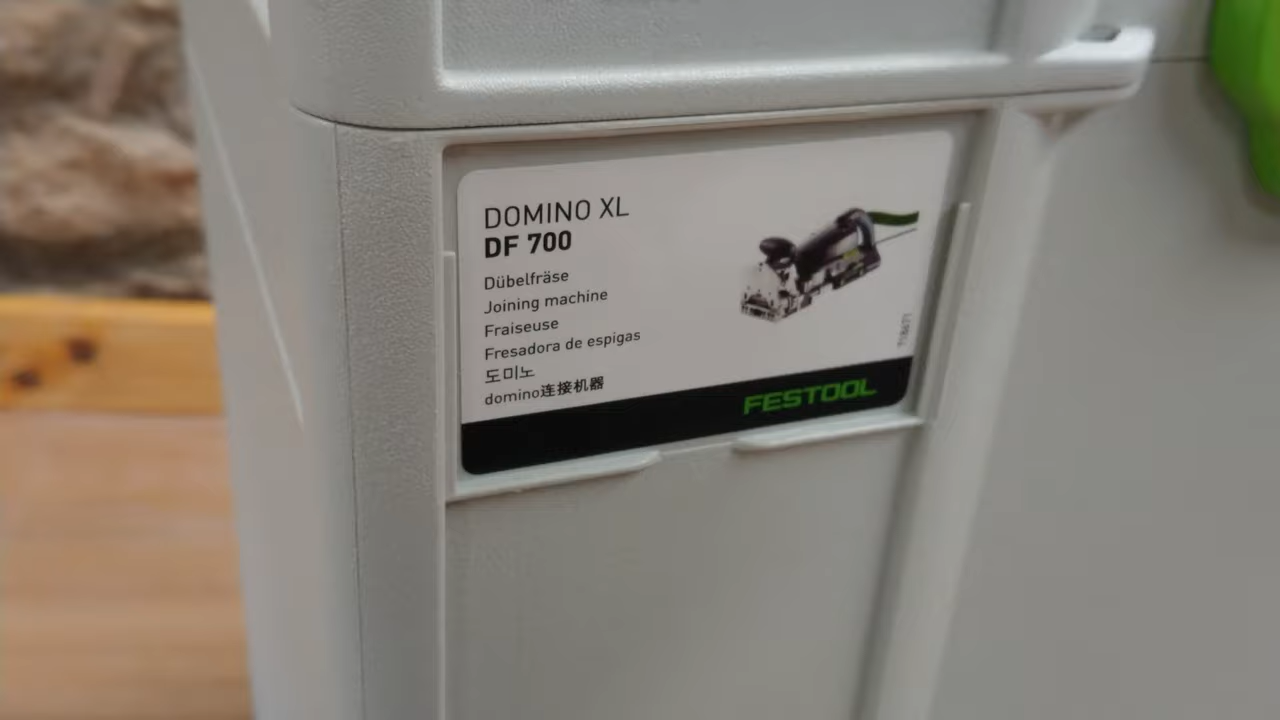 DOMINO XL
DF 700
Dübelfräse
Joining machine
Fraiseuse
Fresadora de espigas
도미노
domino连接机器
FESTOOL